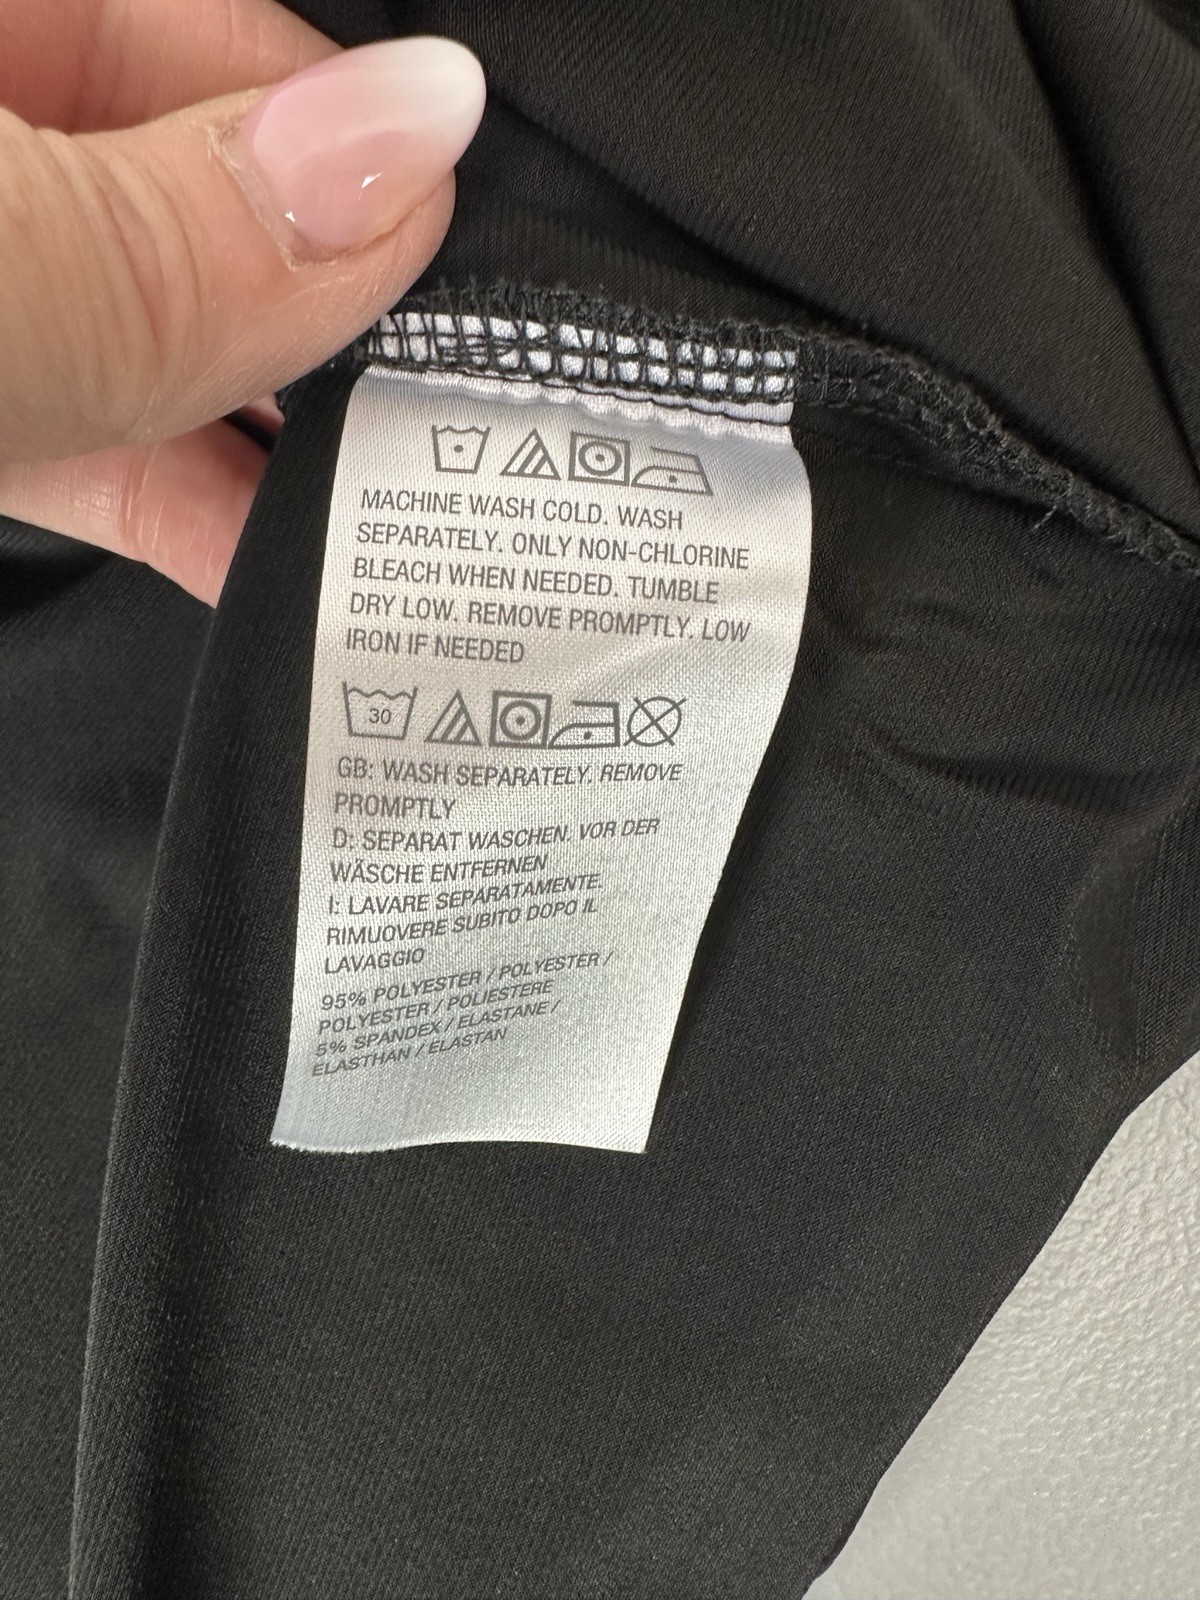 MACHINE WASH COLD. WASH
SEPARATELY. ONLY NON-CHLORINE
BLEACH WHEN NEEDED. TUMBLE
DRY LOW. REMOVE PROMPTLY. LOW
IRON IF NEEDED
30
GB: WASH SEPARATELY. REMOVE
PROMPTLY
D: SEPARAT WASCHEN. VOR DER
WÄSCHE ENTFERNEN
I: LAVARE SEPARATAMENTE.
RIMUOVERE SUBITO DOPO IL
LAVAGGIO
95% POLYESTER / POLYESTER /
POLYESTER / POLIESTERE
5% SPANDEX / ELASTANE /
ELASTHAN / ELASTAN